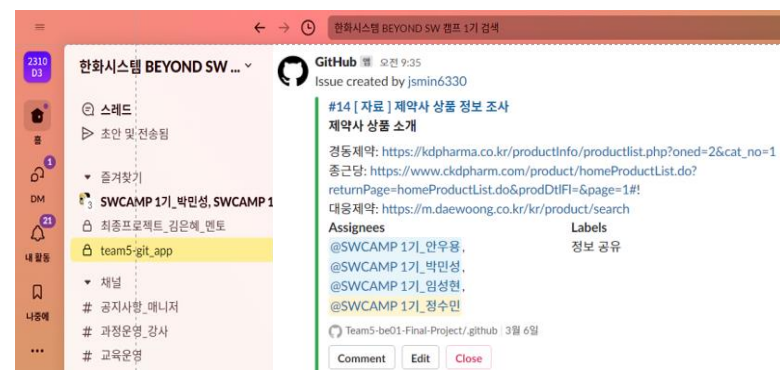 한화시스템 BEYOND SW 캠프 1기 검색
2310
D3
홈
1
DM
21
내 활동
나중에
한화시스템 BEYOND SW ...
스레드
초안 및 전송됨
즐겨찾기
3 SWCAMP 1기_박민성, SWCAMP 1
최종프로젝트_김은혜_멘토
team5-git_app
채널
# 공지사항_매니저
# 과정운영_강사
# 교육운영
GitHub 앱 오전 9:35
Issue created by jsmin6330
#14 [ 자료 ] 제약사 상품 정보 조사
제약사 상품 소개
경동제약: https://kdpharma.co.kr/productInfo/productlist.php?oned=2&cat_no=1
종근당: https://www.ckdpharm.com/product/homeProductList.do?
returnPage=homeProductList.do&prodDtlFl=&page=1#!
대웅제약: https://m.daewoong.co.kr/kr/product/search
Assignees Labels
@SWCAMP 1기_안우용, 정보 공유
@SWCAMP 1기_박민성,
@SWCAMP 1기_임성현,
@SWCAMP 1기_정수민
Team5-be01-Final-Project/.github 3월 6일
Comment Edit Close